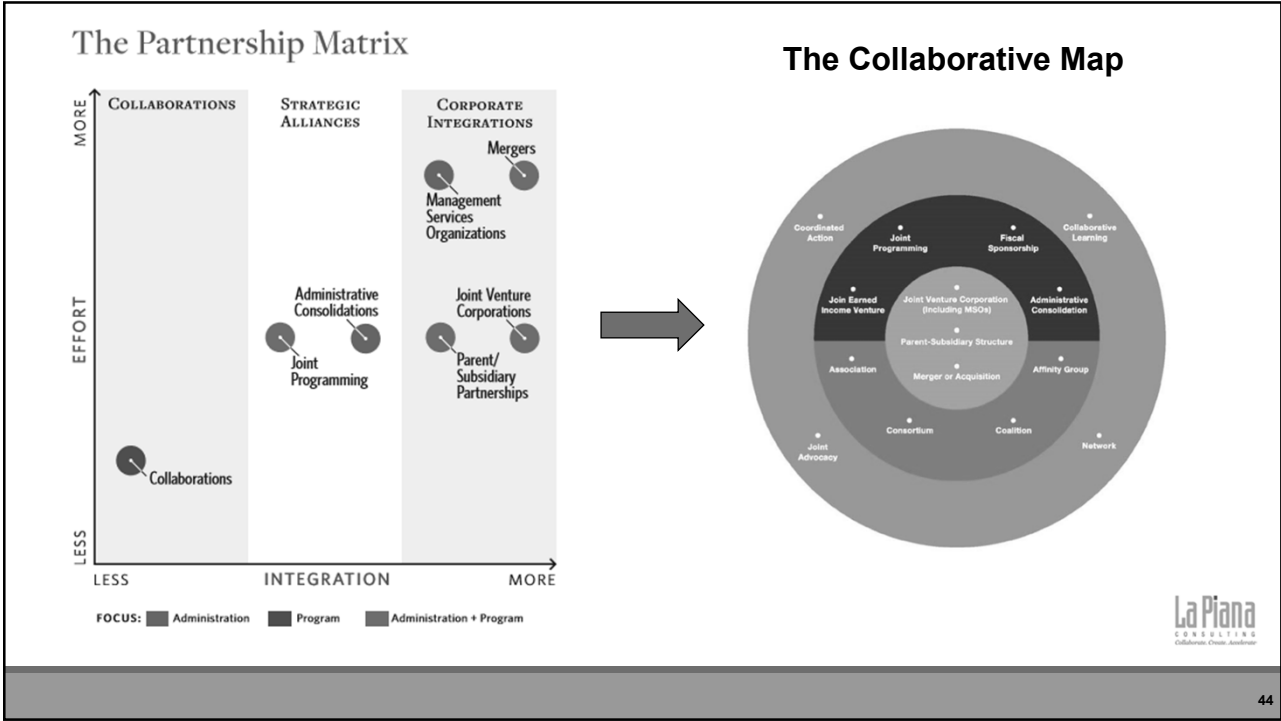 The Partnership Matrix
COLLABORATIONS
STRATEGIC
ALLIANCES
CORPORATE
INTEGRATIONS
Mergers
Management
Services
Organizations
Administrative
Consolidations
Joint Venture
Corporations
Joint
Programming
Parent/
Subsidiary
Partnerships
Collaborations
MORE
EFFORT
LESS
LESS
INTEGRATION
MORE
FOCUS:
Administration
Program
Administration + Program
The Collaborative Map
Coordinated
Action
Joint
Programming
Fiscal
Sponsorship
Collaborative
Learning
Join Earned
Income Venture
Joint Venture Corporation
(Including MSOs)
Administrative
Consolidation
Parent-Subsidiary Structure
Association
Merger or Acquisition
Affinity Group
Consortium
Coalition
Joint
Advocacy
Network
La Piana
CONSULTING
Collaborate. Create. Accelerate
44